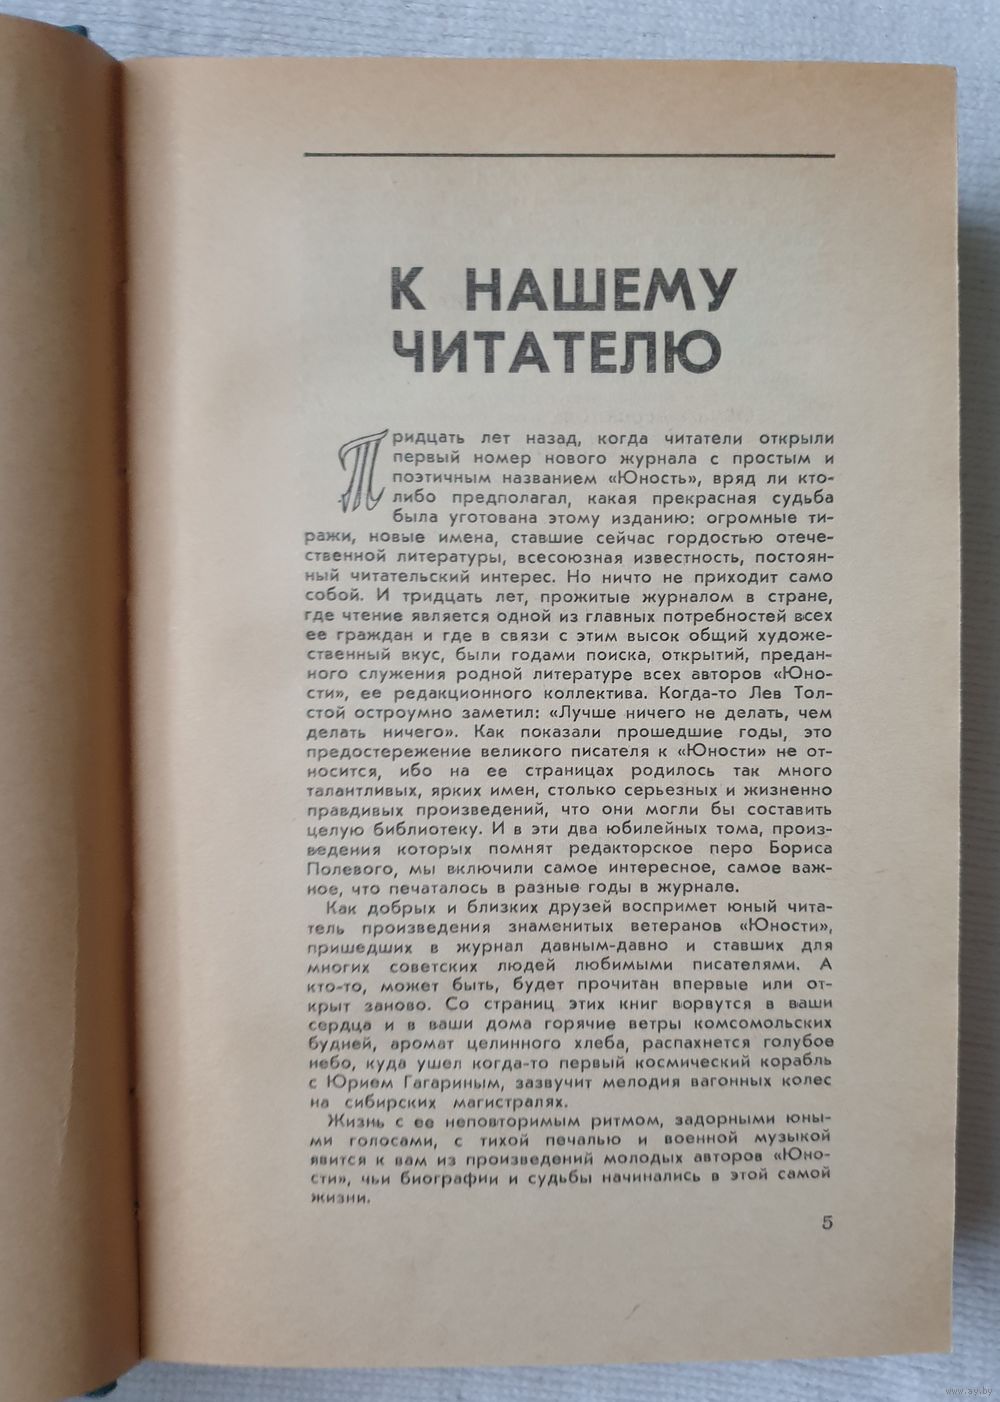 К НАШЕМУ
ЧИТАТЕЛЮ
Тридцать лет назад, когда читатели открыли
первый номер нового журнала с простым и
поэтичным названием «Юность», вряд ли кто-
либо предполагал, какая прекрасная судьба
была уготована этому изданию: огромные ти-
ражи, новые имена, ставшие сейчас гордостью отече-
ственной литературы, всесоюзная известность, постоян-
ный читательский интерес. Но ничто не приходит само
собой. И тридцать лет, прожитые журналом в стране,
где чтение является одной из главных потребностей всех
ее граждан и где в связи с этим высок общий художе-
ственный вкус, были годами поиска, открытий, предан-
ного служения родной литературе всех авторов «Юно-
сти», ее редакционного коллектива. Когда-то Лев Тол-
стой остроумно заметил: «Лучше ничего не делать, чем
делать ничего». Как показали прошедшие годы, это
предостережение великого писателя к «Юности» не от-
носится, ибо на ее страницах родилось так много
талантливых, ярких имен, столько серьезных и жизненно
правдивых произведений, что они могли бы составить
целую библиотеку. И в эти два юбилейных тома, произ-
ведения которых помнят редакторское перо Бориса
Полевого, мы включили самое интересное, самое важ-
ное, что печаталось в разные годы в журнале.
Как добрых и близких друзей воспримет юный чита-
тель произведения знаменитых ветеранов «Юности»,
пришедших в журнал давным-давно и ставших для
многих советских людей любимыми писателями. А
кто-то, может быть, будет прочитан впервые или от-
крыт заново. Со страниц этих книг ворвутся в ваши
сердца и в ваши дома горячие ветры комсомольских
будней, аромат целинного хлеба, распахнется голубое
небо, куда ушел когда-то первый космический корабль
с Юрием Гагариным, зазвучит мелодия вагонных колес
на сибирских магистралях.
Жизнь с ее неповторимым ритмом, задорными юны-
ми голосами, с тихой печалью и военной музыкой
явится к вам из произведений молодых авторов «Юно-
сти», чьи биографии и судьбы начинались в этой самой
жизни.
5
www.ay.by